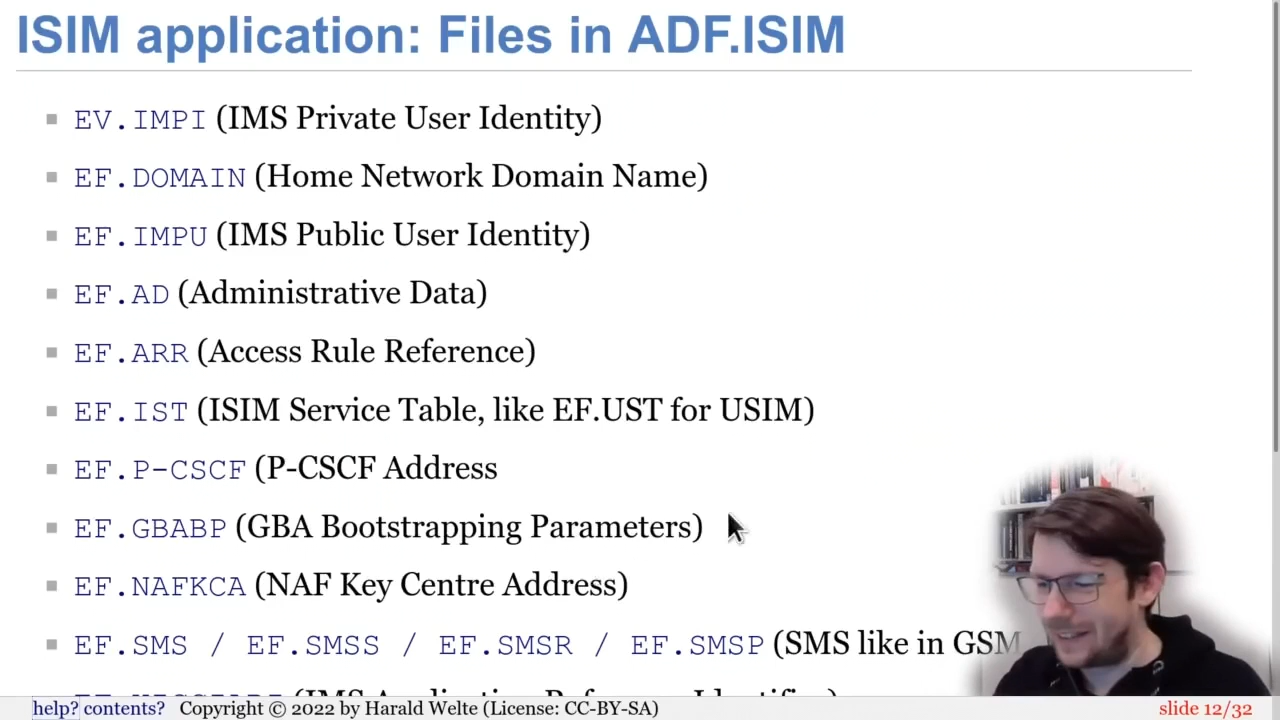 ISIM application: Files in ADF.ISIM
EV.IMPI (IMS Private User Identity)
EF.DOMAIN (Home Network Domain Name)
EF.IMPU (IMS Public User Identity)
EF.AD (Administrative Data)
EF.ARR (Access Rule Reference)
EF.IST (ISIM Service Table, like EF.UST for USIM)
EF.P-CSCF (P-CSCF Address
EF.GBABP (GBA Bootstrapping Parameters)
EF.NAFKCA (NAF Key Centre Address)
EF.SMS / EF.SMSS / EF.SMSR / EF.SMSP (SMS like in GSM
(IMS Application Reference Identifier)
help? contents? Copyright © 2022 by Harald Welte (License: CC-BY-SA) slide 12/32